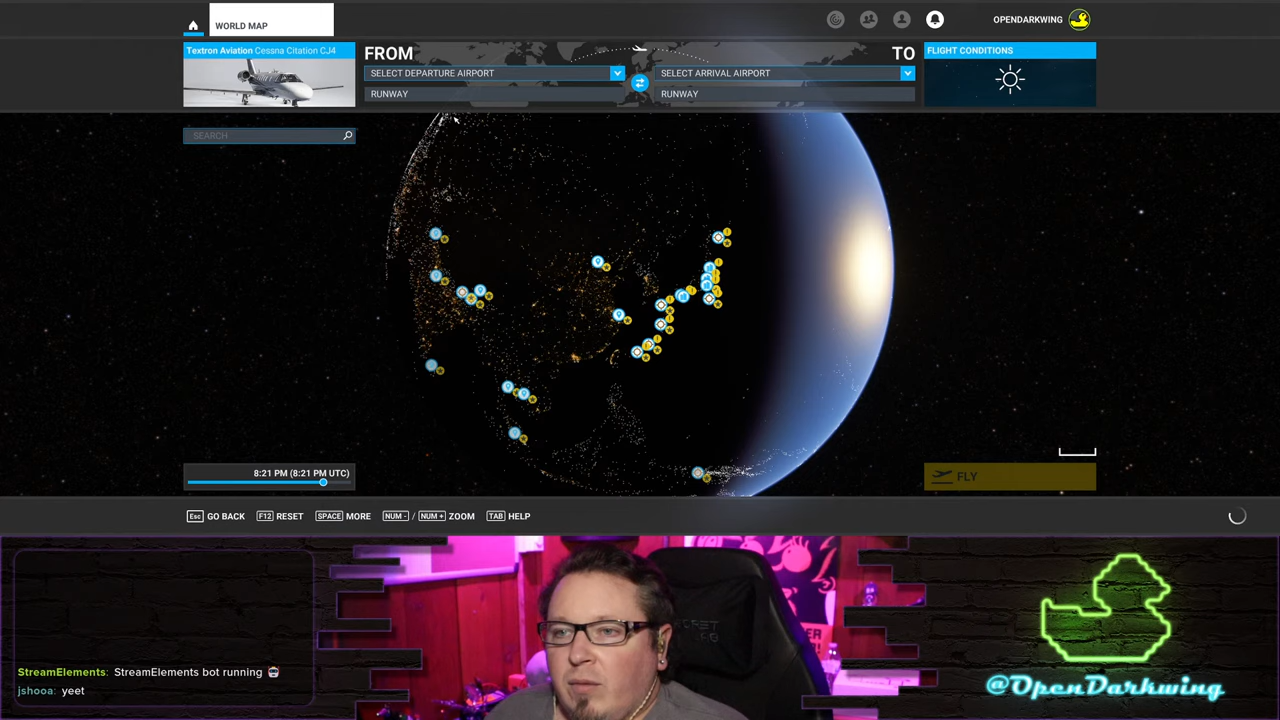 WORLD MAP
OPENDARKWING
Textron Aviation Cessna Citation CJ4
FROM
TO
FLIGHT CONDITIONS
SELECT DEPARTURE AIRPORT
SELECT ARRIVAL AIRPORT
RUNWAY
RUNWAY
SEARCH
8:21 PM (8:21 PM UTC)
FLY
Esc GO BACK
F12 RESET
SPACE MORE
NUM - / NUM + ZOOM
TAB HELP
StreamElements: StreamElements bot running
jshooa: yeet
@OpenDarkwing